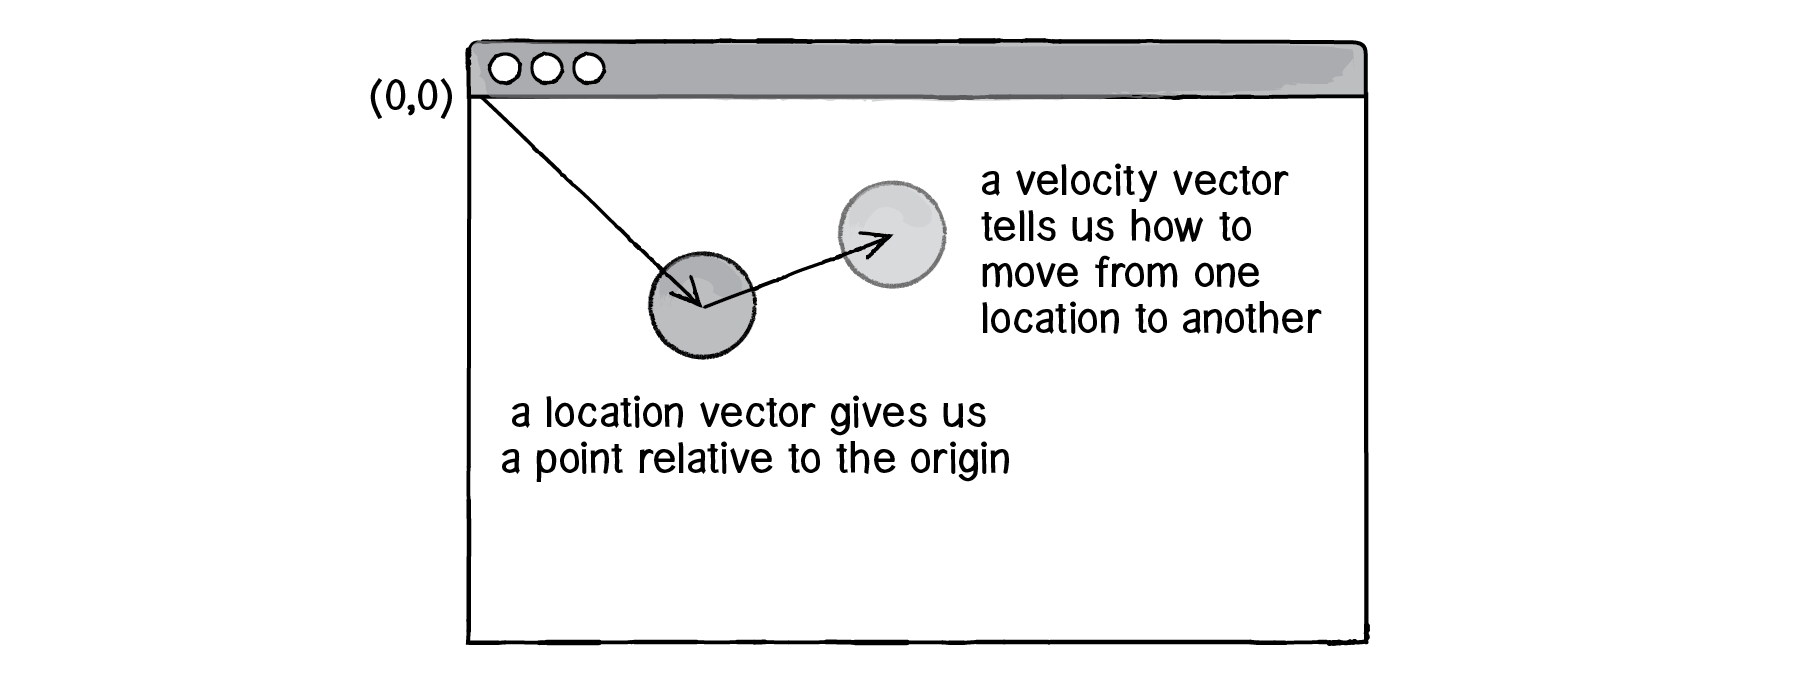 (0,0)
a velocity vector
tells us how to
move from one
location to another
a location vector gives us
a point relative to the origin